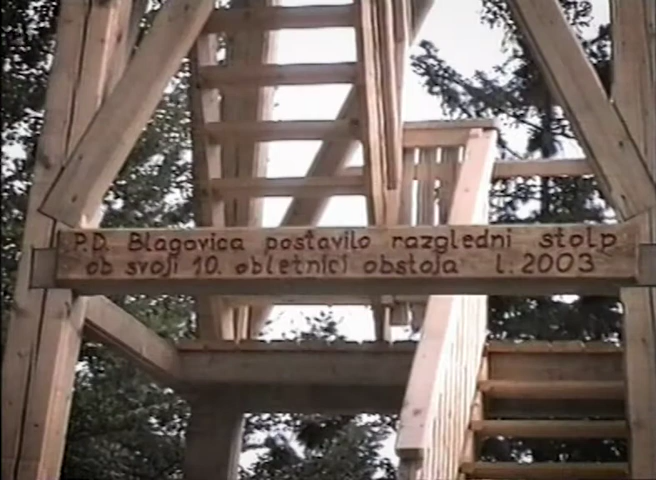 P.D. Blagovica postavilo razgledni stolp
ob svoji 10. obletnici obstoja l. 2003